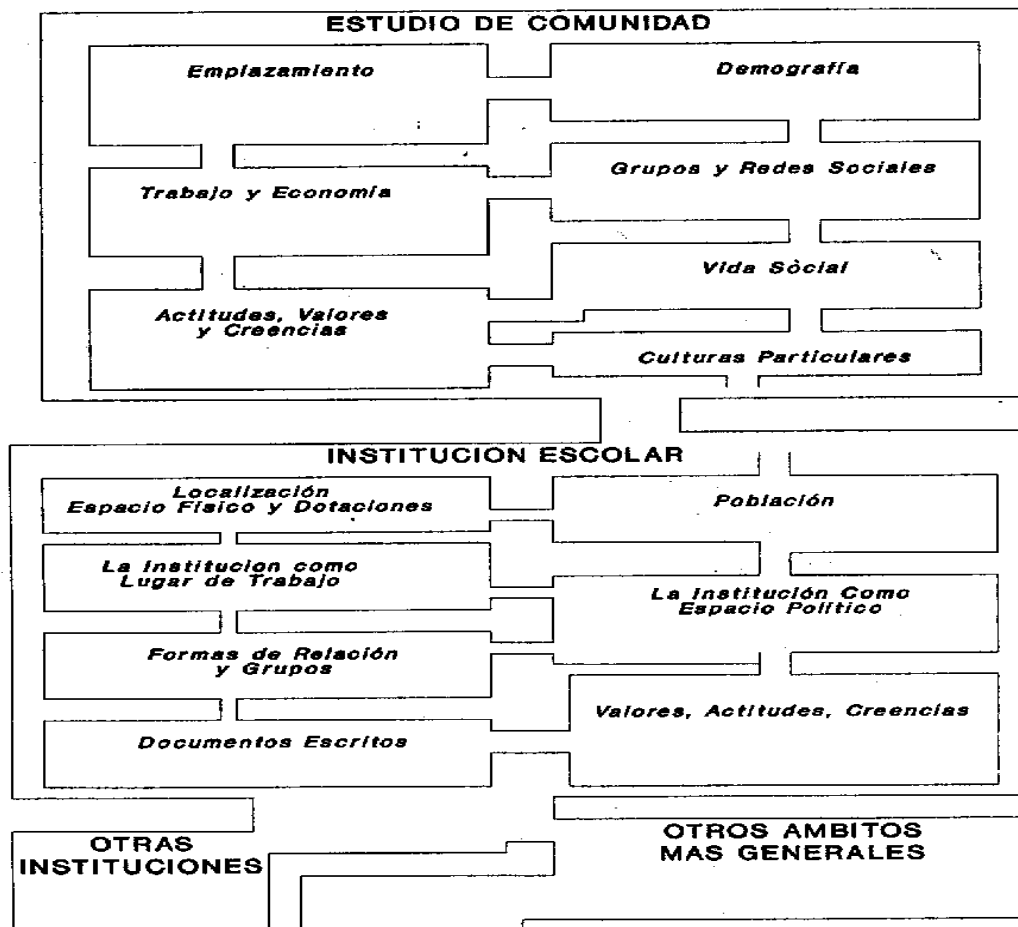 ESTUDIO DE COMUNIDAD
Emplazamiento
Demografía
Trabajo y Economía
Grupos y Redes Sociales
Vida Sòcial
Actitudes, Valores
y Creencias
Culturas Particulares
INSTITUCION ESCOLAR
Localización
Espacio Físico y Dotaciones
Población
La Institucion como
Lugar de Trabajo
La Institución Como
Espacio Político
Formas de Relación
y Grupos
Valores, Actitudes, Creencias
Documentos Escritos
OTRAS
INSTITUCIONES
OTROS AMBITOS
MAS GENERALES